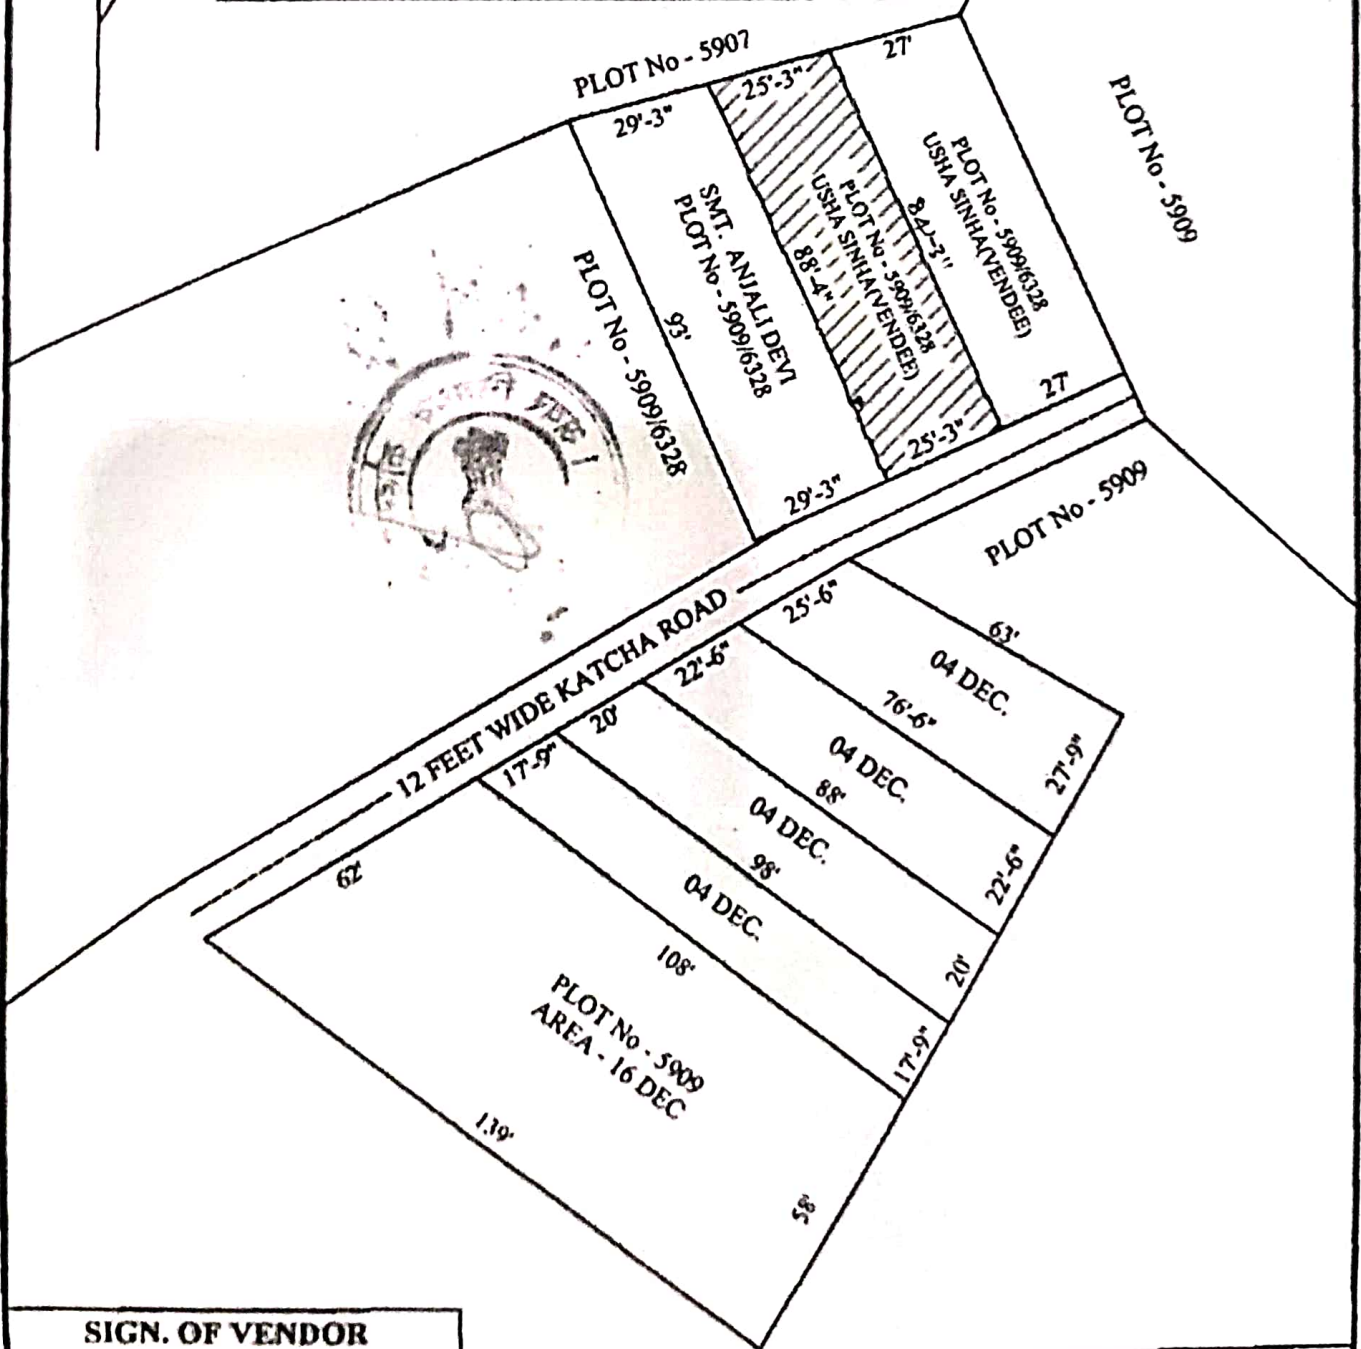 PLOT No - 5907
27'
25'-3"
29'-3"
PLOT No - 5909
PLOT No - 5909/6328
USHA SINHA(VENDEE)
84'-3"
PLOT No - 5909/6328
USHA SINHA(VENDEE)
88'-4"
SMT. ANJALI DEVI
PLOT No - 5909/6328
93'
PLOT No - 5909/6328
27'
25'-3"
29'-3"
PLOT No - 5909
12 FEET WIDE KATCHA ROAD
25'-6"
63'
04 DEC.
22'-6"
76'-6"
27'-9"
20'
04 DEC.
88'
17'-9"
04 DEC.
22'-6"
98'
62'
04 DEC.
20'
108'
17'-9"
PLOT No - 5909
AREA - 16 DEC
139'
58'
SIGN. OF VENDOR